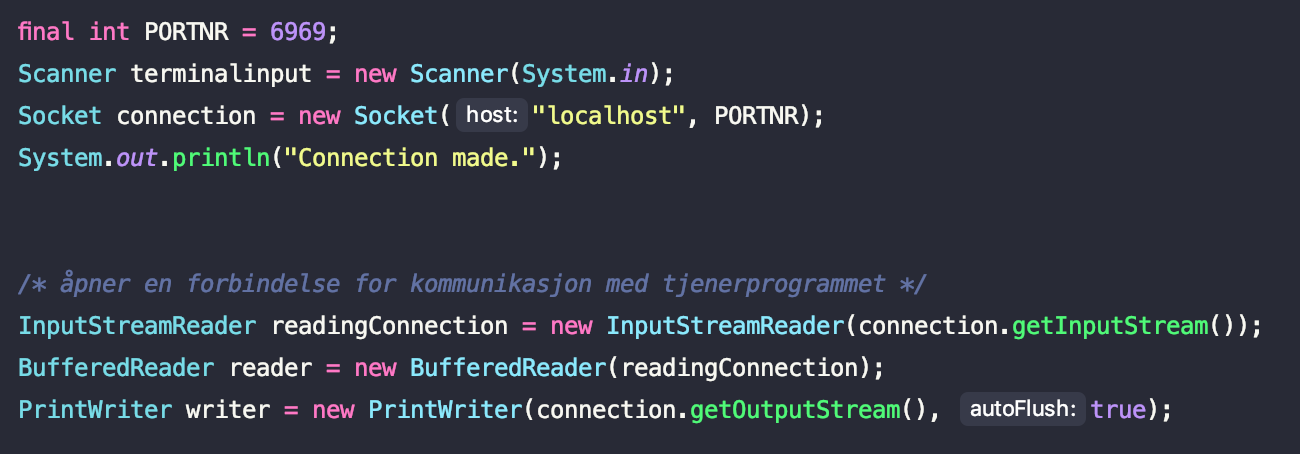 final int PORTNR = 6969;
Scanner terminalinput = new Scanner(System.in);
Socket connection = new Socket( host: "localhost", PORTNR);
System.out.println("Connection made.");
/* åpner en forbindelse for kommunikasjon med tjenerprogrammet */
InputStreamReader readingConnection = new InputStreamReader(connection.getInputStream());
BufferedReader reader = new BufferedReader(readingConnection);
PrintWriter writer = new PrintWriter(connection.getOutputStream(), autoFlush: true);